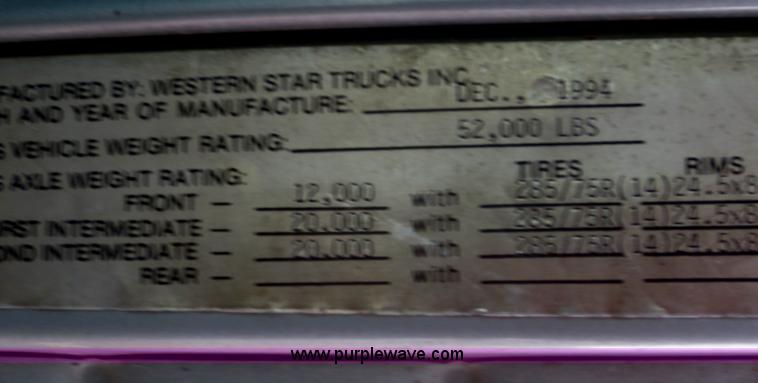 FACTURED BY: WESTERN STAR TRUCKS INC.
H AND YEAR OF MANUFACTURE: DEC., 1994
S VEHICLE WEIGHT RATING: 52,000 LBS
S AXLE WEIGHT RATING: TIRES RIMS
FRONT — 12,000 with 285/75R(14)24.5x8
IRST INTERMEDIATE — 20,000 with 285/75R(14)24.5x8
OND INTERMEDIATE — 20,000 with 285/75R(14)24.5x8
REAR — with
www.purplewave.com